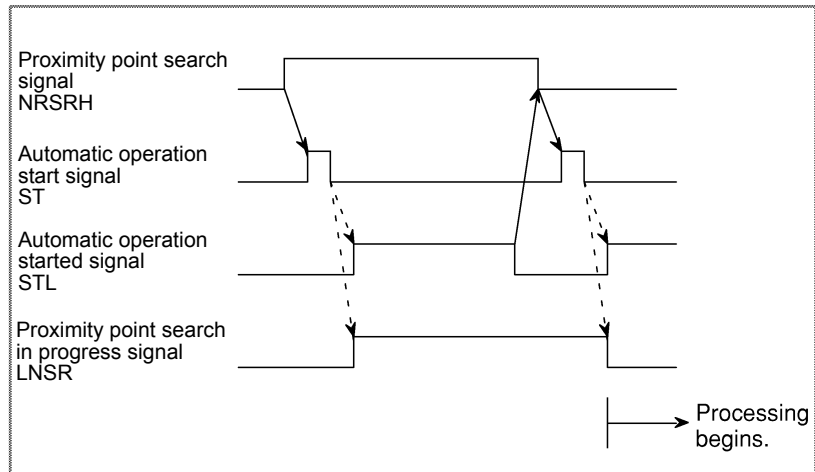 Proximity point search
signal
NRSRH
Automatic operation
start signal
ST
Automatic operation
started signal
STL
Proximity point search
in progress signal
LNSR
Processing
begins.